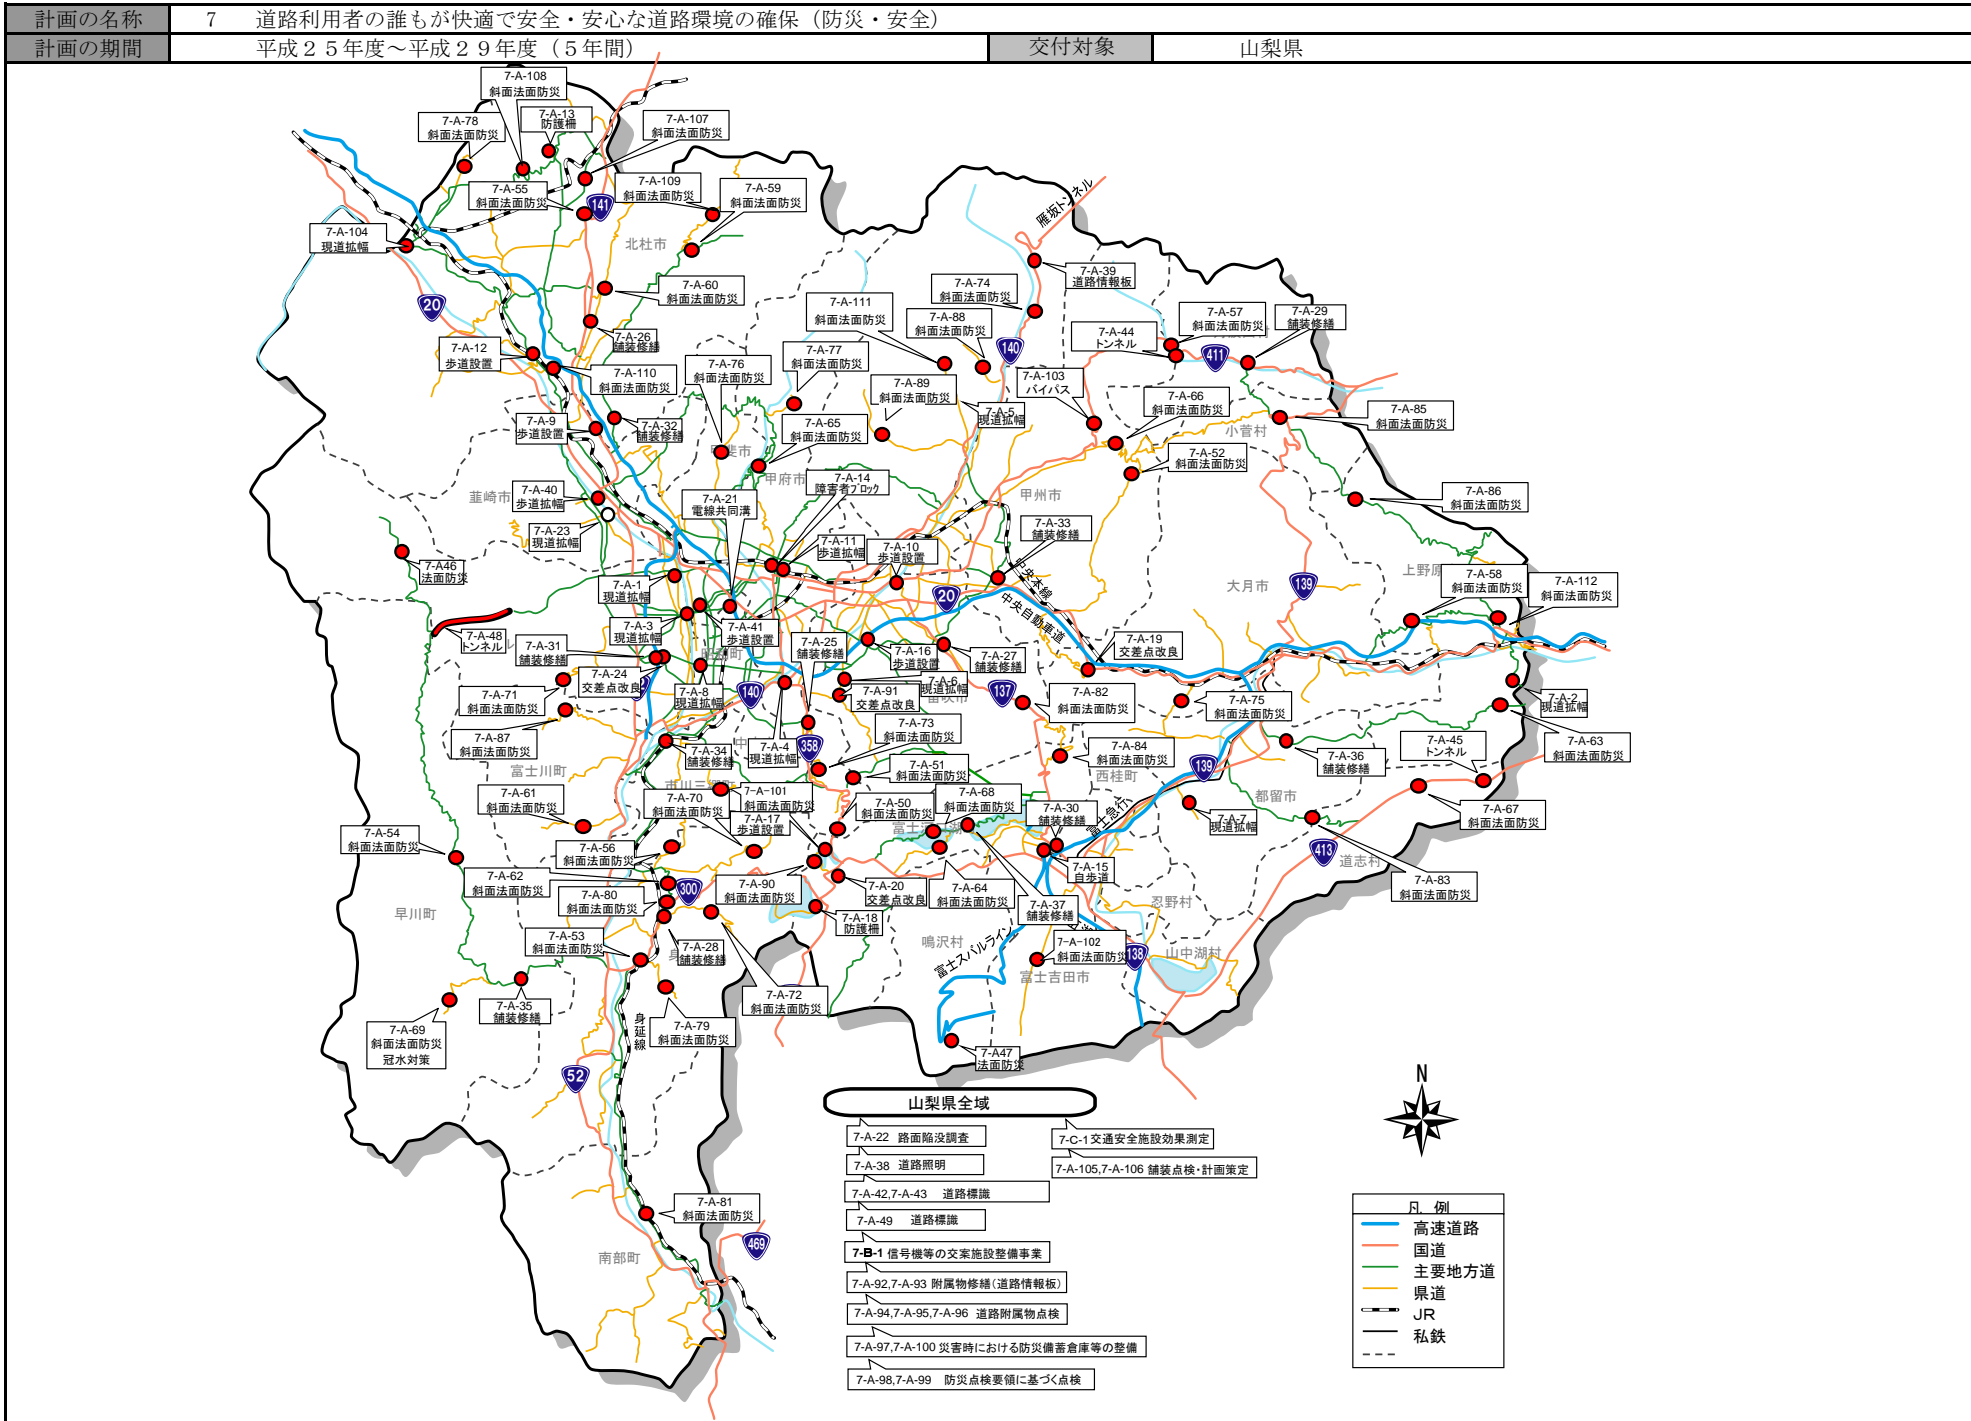 計画の名称
7 道路利用者の誰もが快適で安全・安心な道路環境の確保（防災・安全）
計画の期間
平成２５年度～平成２９年度（５年間）
交付対象
山梨県
7-A-108
斜面法面防災
7-A-13
防護柵
7-A-78
斜面法面防災
7-A-107
斜面法面防災
7-A-55
斜面法面防災
141
7-A-109
斜面法面防災
7-A-59
斜面法面防災
雁坂トンネル
7-A-104
現道拡幅
北杜市
7-A-39
道路情報板
20
7-A-60
斜面法面防災
7-A-74
斜面法面防災
7-A-111
斜面法面防災
7-A-88
斜面法面防災
7-A-57
斜面法面防災
7-A-29
舗装修繕
7-A-44
トンネル
411
7-A-26
舗装修繕
7-A-12
歩道設置
140
7-A-110
斜面法面防災
7-A-76
斜面法面防災
7-A-77
斜面法面防災
7-A-89
斜面法面防災
7-A-103
バイパス
7-A-66
斜面法面防災
7-A-5
現道拡幅
7-A-85
斜面法面防災
7-A-9
歩道設置
7-A-32
舗装修繕
7-A-65
斜面法面防災
小菅村
甲斐市
甲府市
7-A-52
斜面法面防災
韮崎市
7-A-40
歩道拡幅
7-A-21
電線共同溝
7-A-14
障害者ブロック
甲州市
7-A-86
斜面法面防災
7-A-23
現道拡幅
7-A-33
舗装修繕
7-A-11
歩道拡幅
7-A-10
歩道設置
7-A46
法面防災
中央本線
7-A-1
現道拡幅
大月市
139
上野原
7-A-58
斜面法面防災
7-A-112
斜面法面防災
20
中央自動車道
7-A-3
現道拡幅
7-A-41
歩道設置
7-A-25
舗装修繕
7-A-48
トンネル
7-A-31
舗装修繕
7-A-16
歩道設置
7-A-27
舗装修繕
7-A-19
交差点改良
7-A-24
交差点改良
7-A-71
斜面法面防災
7-A-8
現道拡幅
140
7-A-6
現道拡幅
7-A-91
交差点改良
笛吹市
137
7-A-82
斜面法面防災
7-A-75
斜面法面防災
7-A-2
現道拡幅
7-A-87
斜面法面防災
7-A-34
舗装修繕
7-A-4
現道拡幅
358
7-A-73
斜面法面防災
7-A-84
斜面法面防災
7-A-36
舗装修繕
7-A-45
トンネル
7-A-63
斜面法面防災
富士川町
市川三郷町
7-A-51
斜面法面防災
西桂町
139
7-A-61
斜面法面防災
7-A-70
斜面法面防災
7-A-101
斜面法面防災
7-A-17
歩道設置
7-A-50
斜面法面防災
7-A-68
斜面法面防災
7-A-30
舗装修繕
富士急行
7-A-7
現道拡幅
都留市
7-A-67
斜面法面防災
7-A-54
斜面法面防災
7-A-56
斜面法面防災
413
道志村
7-A-62
斜面法面防災
300
7-A-90
斜面法面防災
7-A-20
交差点改良
7-A-64
斜面法面防災
7-A-15
自歩道
7-A-83
斜面法面防災
早川町
7-A-80
斜面法面防災
7-A-18
防護柵
7-A-37
舗装修繕
忍野村
7-A-53
斜面法面防災
7-A-28
舗装修繕
鳴沢村
富士スバルライン
7-A-102
斜面法面防災
138
山中湖村
富士吉田市
7-A-35
舗装修繕
7-A-72
斜面法面防災
7-A-69
斜面法面防災
冠水対策
身延線
7-A-79
斜面法面防災
7-A47
法面防災
52
山梨県全域
7-A-22 路面陥没調査
7-C-1交通安全施設効果測定
7-A-38 道路照明
7-A-105,7-A-106 舗装点検・計画策定
7-A-42,7-A-43 道路標識
7-A-49 道路標識
7-B-1 信号機等の交案施設整備事業
7-A-92,7-A-93 附属物修繕（道路情報板）
7-A-94,7-A-95,7-A-96 道路附属物点検
7-A-97,7-A-100 災害時における防災備蓄倉庫等の整備
7-A-98,7-A-99 防災点検要領に基づく点検
7-A-81
斜面法面防災
469
南部町
N
凡 例
高速道路
国道
主要地方道
県道
JR
私鉄